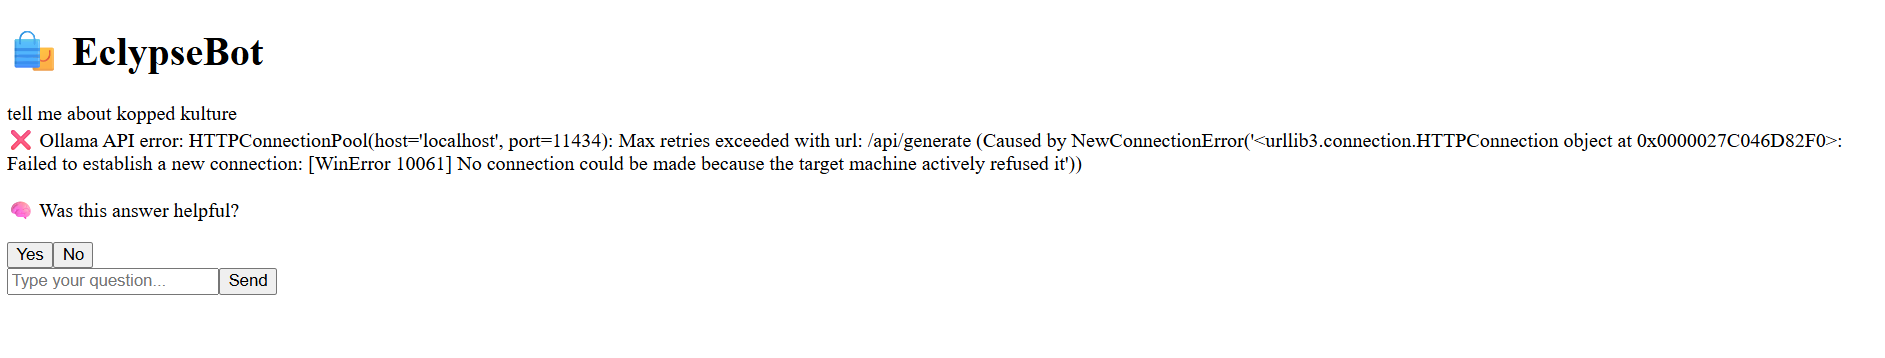 EclypseBot
tell me about kopped kulture
❌ Ollama API error: HTTPConnectionPool(host='localhost', port=11434): Max retries exceeded with url: /api/generate (Caused by NewConnectionError('<urllib3.connection.HTTPConnection object at 0x0000027C046D82F0>:
Failed to establish a new connection: [WinError 10061] No connection could be made because the target machine actively refused it'))
🧠 Was this answer helpful?
Yes No
Type your question... Send